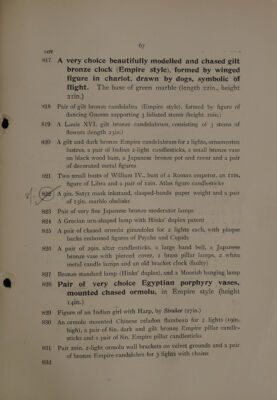 67
LOT
817 A very choice beautifully modelled and chased gilt
bronze clock (Empire style), formed by winged
figure in chariot, drawn by dogs, symbolic of
flight. The base of green marble (length 22in., height
21in.)
818 Pair of gilt bronze candelabra (Empire style), formed by figure of
dancing Gnome supporting 3 foliated stems (height 20in.)
819 A Louis XVI. gilt bronze candelabrum, consisting of 3 stems of
flowers (length 23in.)
820 A gilt and dark bronze Empire candelabrum for 2 lights, ornamented
lustres, a pair of Indian 2-light candlesticks, a small bronze vase
on black wood base, a Japanese bronze pot and cover and a pair
of decorated metal figures
821 Two small busts of William IV., bust of a Roman emperor, an 11in.
figure of Libra and a pair of 12in. Atlas figure candlesticks
822 A 9in. Satyr mask inkstand, shaped-hands paper weight and a pair
of 23in. marble obelisks
823 Pair of very fine Japanese bronze moderator lamps
824 A Grecian urn-shaped lamp with Hinks' duplex patent
825 A pair of chased ormolu girandoles for 2 lights each, with plaque
backs embossed figures of Psyche and Cupids
826 A pair of 29in. altar candlesticks, a large hand bell, a Japanese
bronze vase with pierced cover, 2 brass pillar lamps, 2 white
metal candle lamps and an old bracket clock (faulty)
827 Bronze standard lamp (Hinks' duplex), and a Moorish hanging lamp
828 Pair of very choice Egyptian porphyry vases,
mounted chased ormolu, in Empire style (height
14in.)
829 Figure of an Indian girl with Harp, by Strader (27in.)
830 An ormolu mounted Chinese celadon flambeau for 2 lights (19in.
high), a pair of 8in. dark and gilt bronze Empire pillar candle-
sticks and a pair of 8in. Empire pillar candlesticks
831 Pair 20in. 2-light ormolu wall brackets on velvet grounds and a pair
of bronze Empire candelabra for 3 lights with chains
832